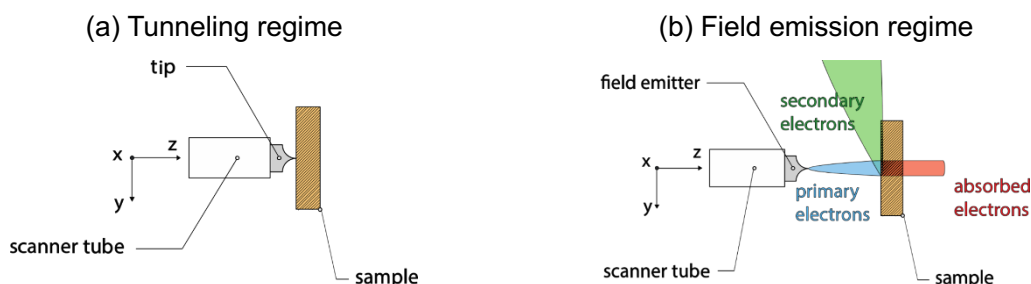 (a) Tunneling regime
tip
x
z
y
scanner tube
sample
(b) Field emission regime
field emitter
secondary
electrons
x
z
y
primary
electrons
absorbed
electrons
scanner tube
sample